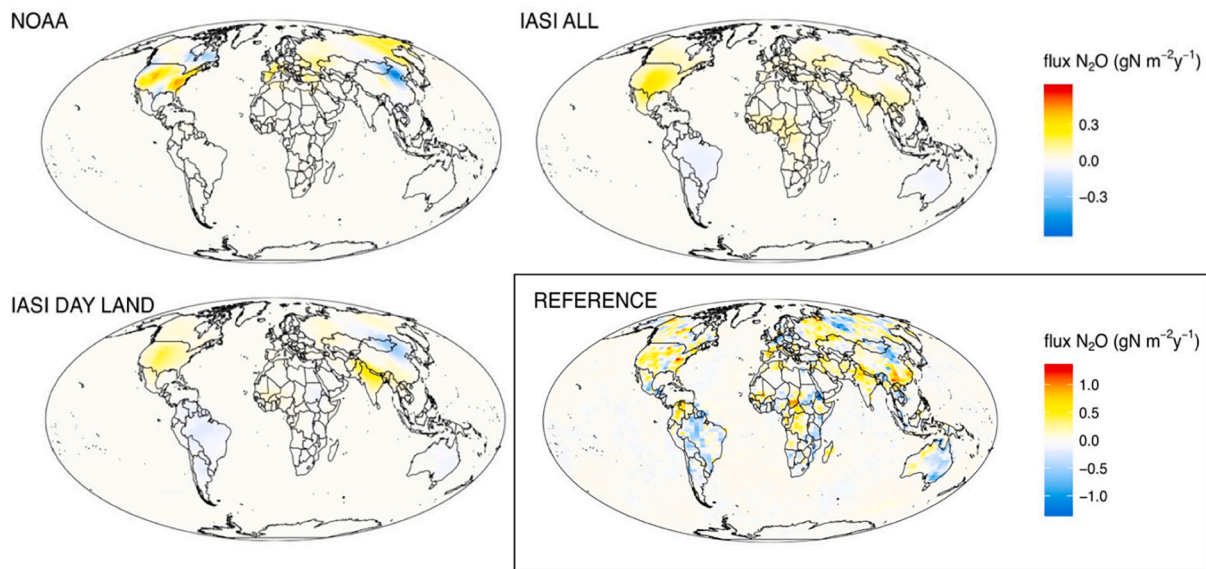 NOAA
IASI ALL
flux N₂O (gN m⁻²y⁻¹)
0.3
0.0
−0.3
IASI DAY LAND
REFERENCE
flux N₂O (gN m⁻²y⁻¹)
1.0
0.5
0.0
−0.5
−1.0